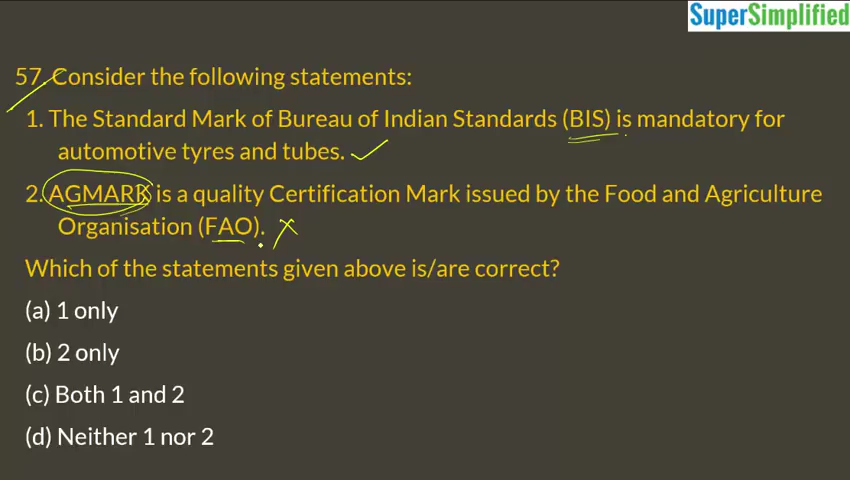 SuperSimplified
57. Consider the following statements:
1. The Standard Mark of Bureau of Indian Standards (BIS) is mandatory for
automotive tyres and tubes.
2. AGMARK is a quality Certification Mark issued by the Food and Agriculture
Organisation (FAO).
Which of the statements given above is/are correct?
(a) 1 only
(b) 2 only
(c) Both 1 and 2
(d) Neither 1 nor 2